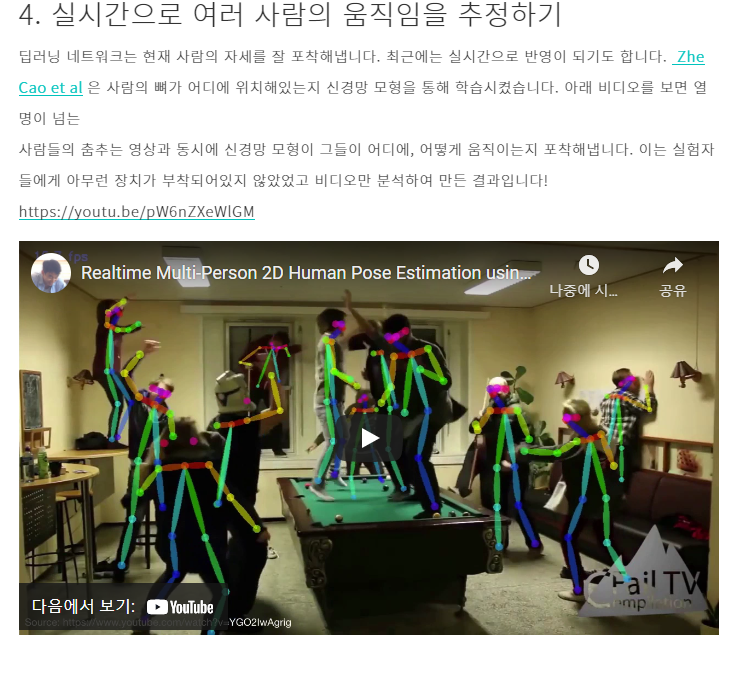 4. 실시간으로 여러 사람의 움직임을 추정하기
딥러닝 네트워크는 현재 사람의 자세를 잘 포착해냅니다. 최근에는 실시간으로 반영이 되기도 합니다. Zhe
Cao et al 은 사람의 뼈가 어디에 위치해있는지 신경망 모형을 통해 학습시켰습니다. 아래 비디오를 보면 열
명이 넘는
사람들의 춤추는 영상과 동시에 신경망 모형이 그들이 어디에, 어떻게 움직이는지 포착해냅니다. 이는 실험자
들에게 아무런 장치가 부착되어있지 않았었고 비디오만 분석하여 만든 결과입니다!
https://youtu.be/pW6nZXeWlGM
fps
Realtime Multi-Person 2D Human Pose Estimation usin...
나중에 시...
공유
Fail TV
다음에서 보기: YouTube
Source: https://www.youtube.com/watch?v=YGO2lwAgrig